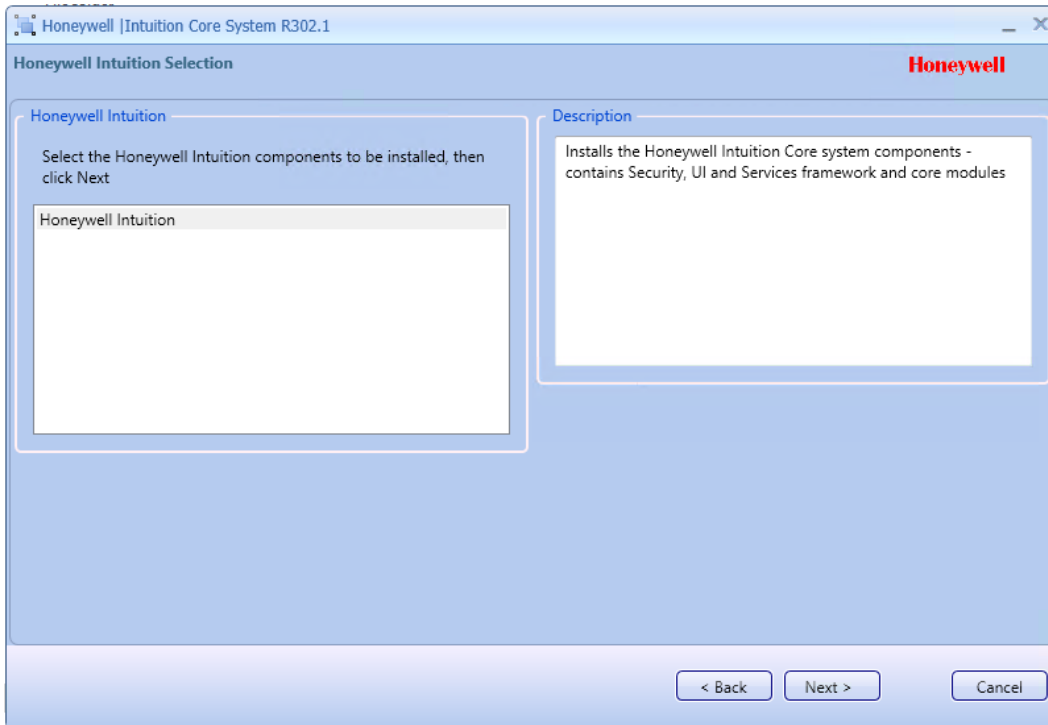 Honeywell |Intuition Core System R302.1
Honeywell Intuition Selection
Honeywell
Honeywell Intuition
Select the Honeywell Intuition components to be installed, then
click Next
Honeywell Intuition
Description
Installs the Honeywell Intuition Core system components -
contains Security, UI and Services framework and core modules
< Back
Next >
Cancel